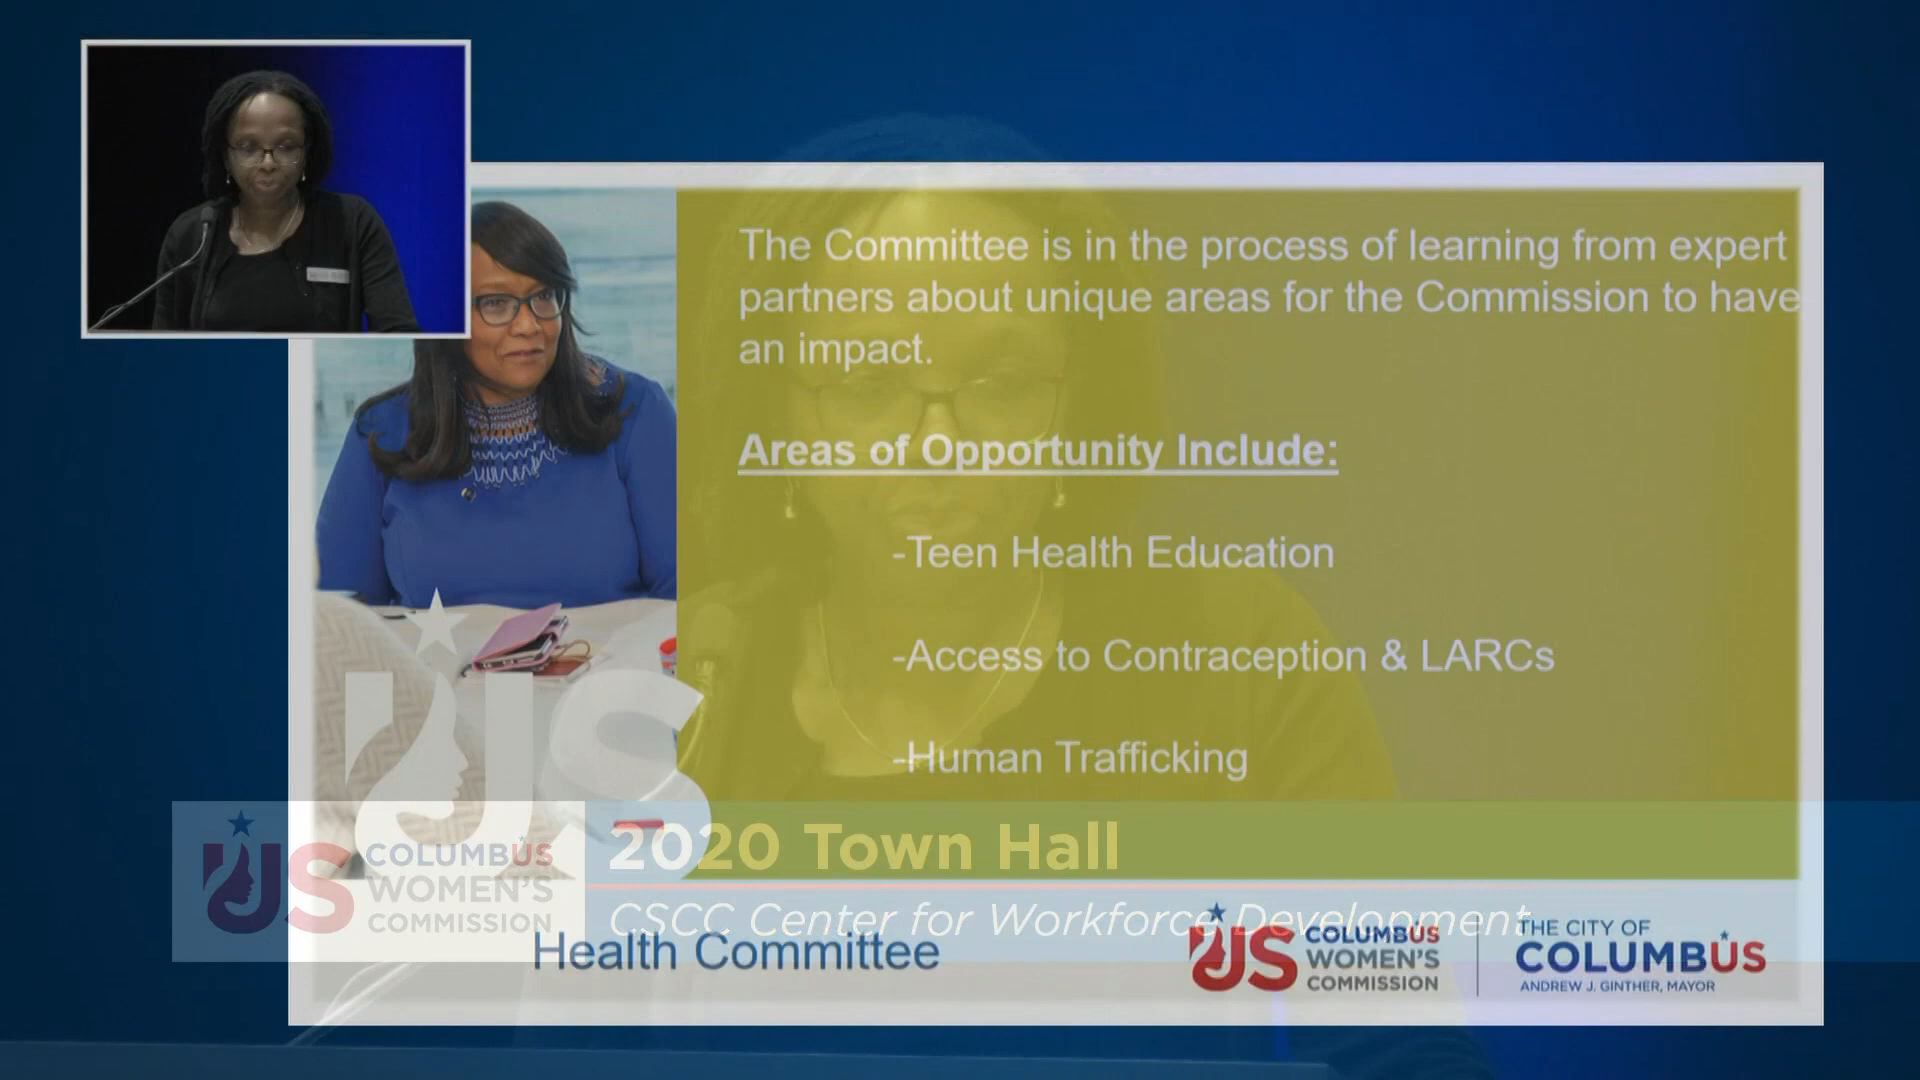 The Committee is in the process of learning from expert
partners about unique areas for the Commission to have
an impact.
Areas of Opportunity Include:
-Teen Health Education
-Access to Contraception & LARCs
-Human Trafficking
US
2020 Town Hall
CSCC Center for Workforce Development
US
COLUMBUS
WOMEN'S
COMMISSION
Health Committee
US
COLUMBUS
WOMEN'S
COMMISSION
THE CITY OF
COLUMBUS
ANDREW J. GINTHER, MAYOR